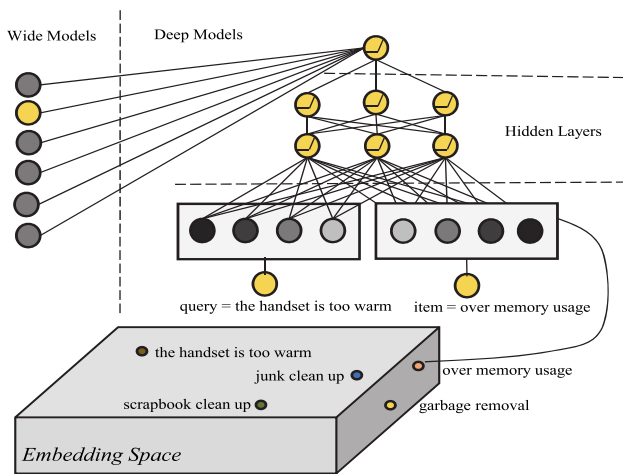 Wide Models
Deep Models
Hidden Layers
query = the handset is too warm
item = over memory usage
the handset is too warm
junk clean up
over memory usage
scrapbook clean up
garbage removal
Embedding Space